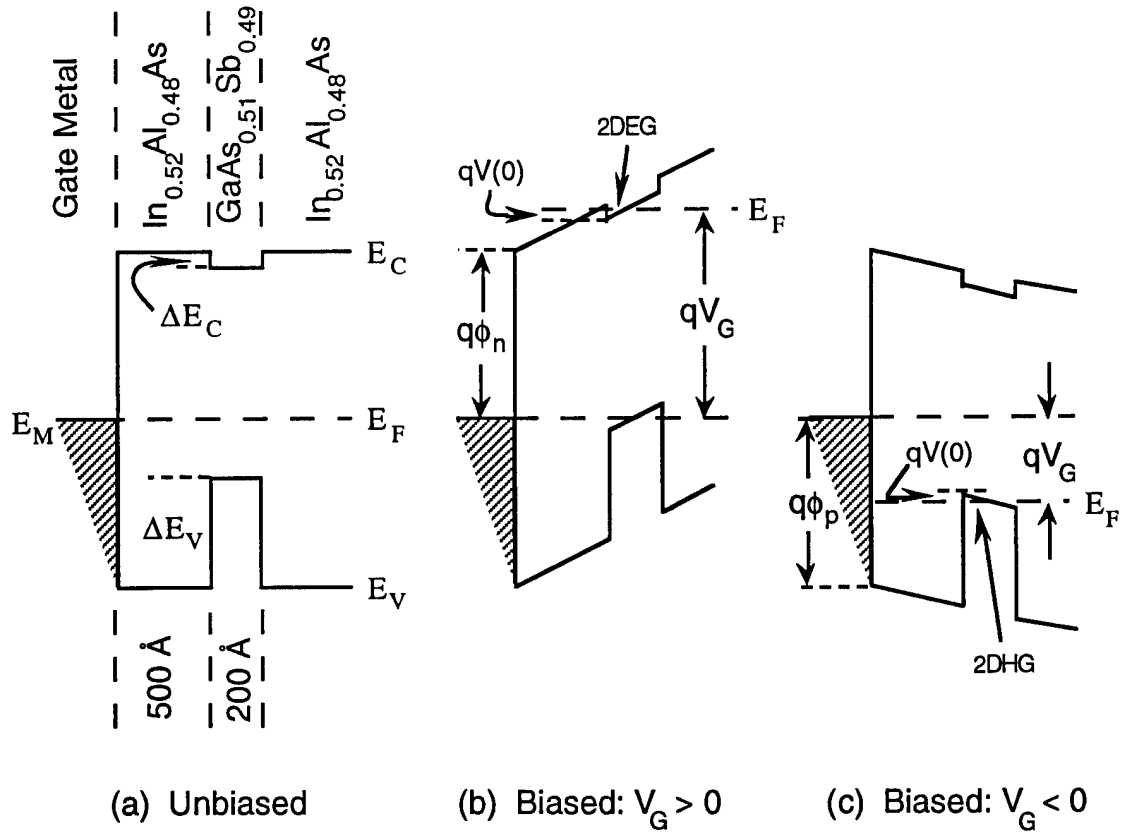 Gate Metal
In0.52Al0.48As
GaAs0.51Sb0.49
In0.52Al0.48As
EC
ΔEC
EM
EF
ΔEV
EV
500 Å
200 Å
(a) Unbiased
2DEG
qV(0)
EF
qϕn
qVG
(b) Biased: VG > 0
qV(0)
qVG
qϕp
EF
2DHG
(c) Biased: VG < 0